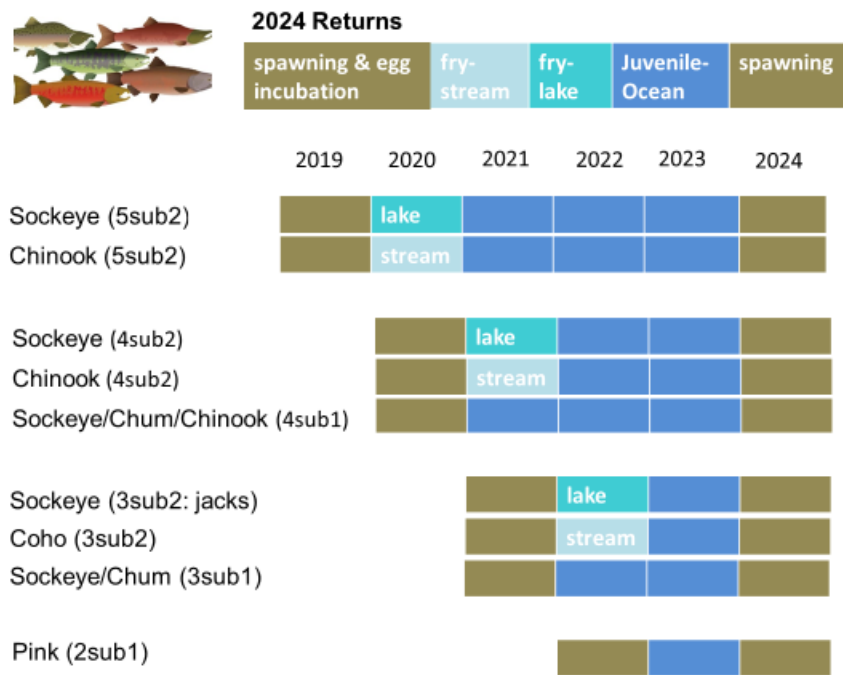 2024 Returns
spawning & egg
incubation
fry-
stream
fry-
lake
Juvenile-
Ocean
spawning
2019 2020 2021 2022 2023 2024
Sockeye (5sub2) lake
Chinook (5sub2) stream
Sockeye (4sub2) lake
Chinook (4sub2) stream
Sockeye/Chum/Chinook (4sub1)
Sockeye (3sub2: jacks) lake
Coho (3sub2) stream
Sockeye/Chum (3sub1)
Pink (2sub1)